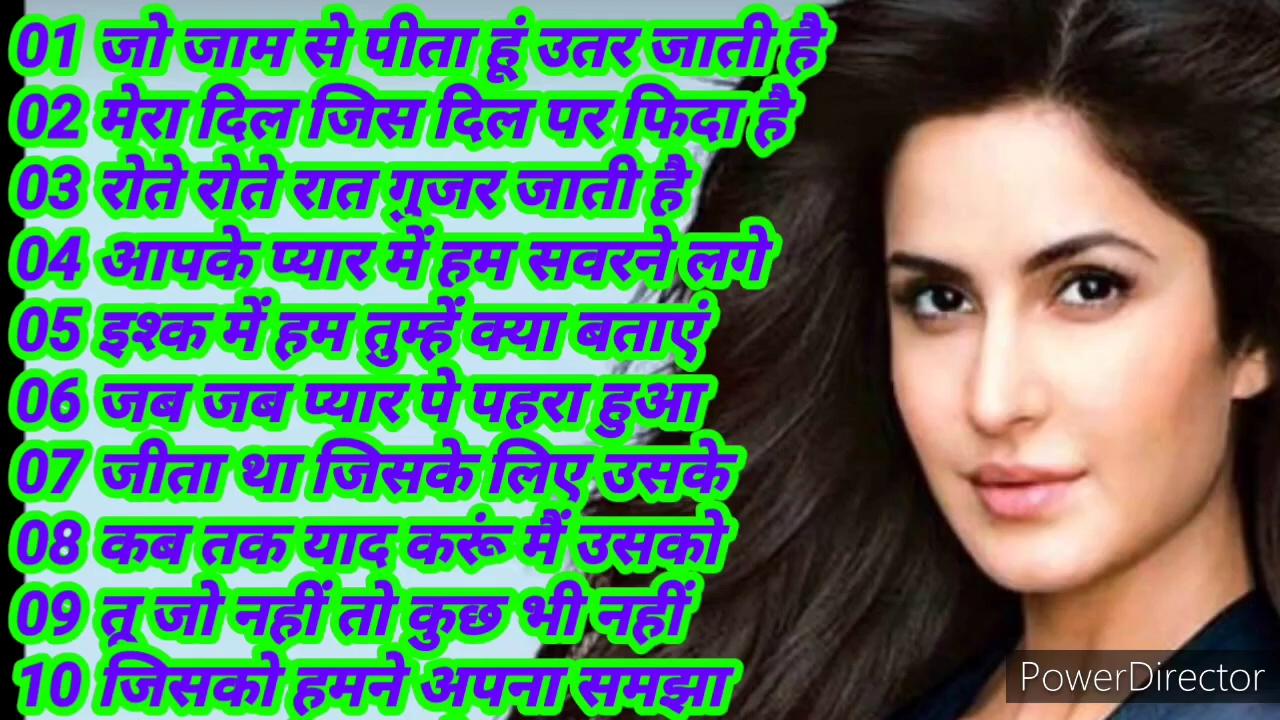 01 जो जाम से पीता हूं उतर जाती है
02 मेरा दिल जिस दिल पर फिदा है
03 रोते रोते रात गुजर जाती है
04 आपके प्यार में हम सवरने लगे
05 इश्क में हम तुम्हें क्या बताएं
06 जब जब प्यार पे पहरा हुआ
07 जीता था जिसके लिए उसके
08 कब तक याद करूं मैं उसको
09 तू जो नहीं तो कुछ भी नहीं
10 जिसको हमने अपना समझा
PowerDirector